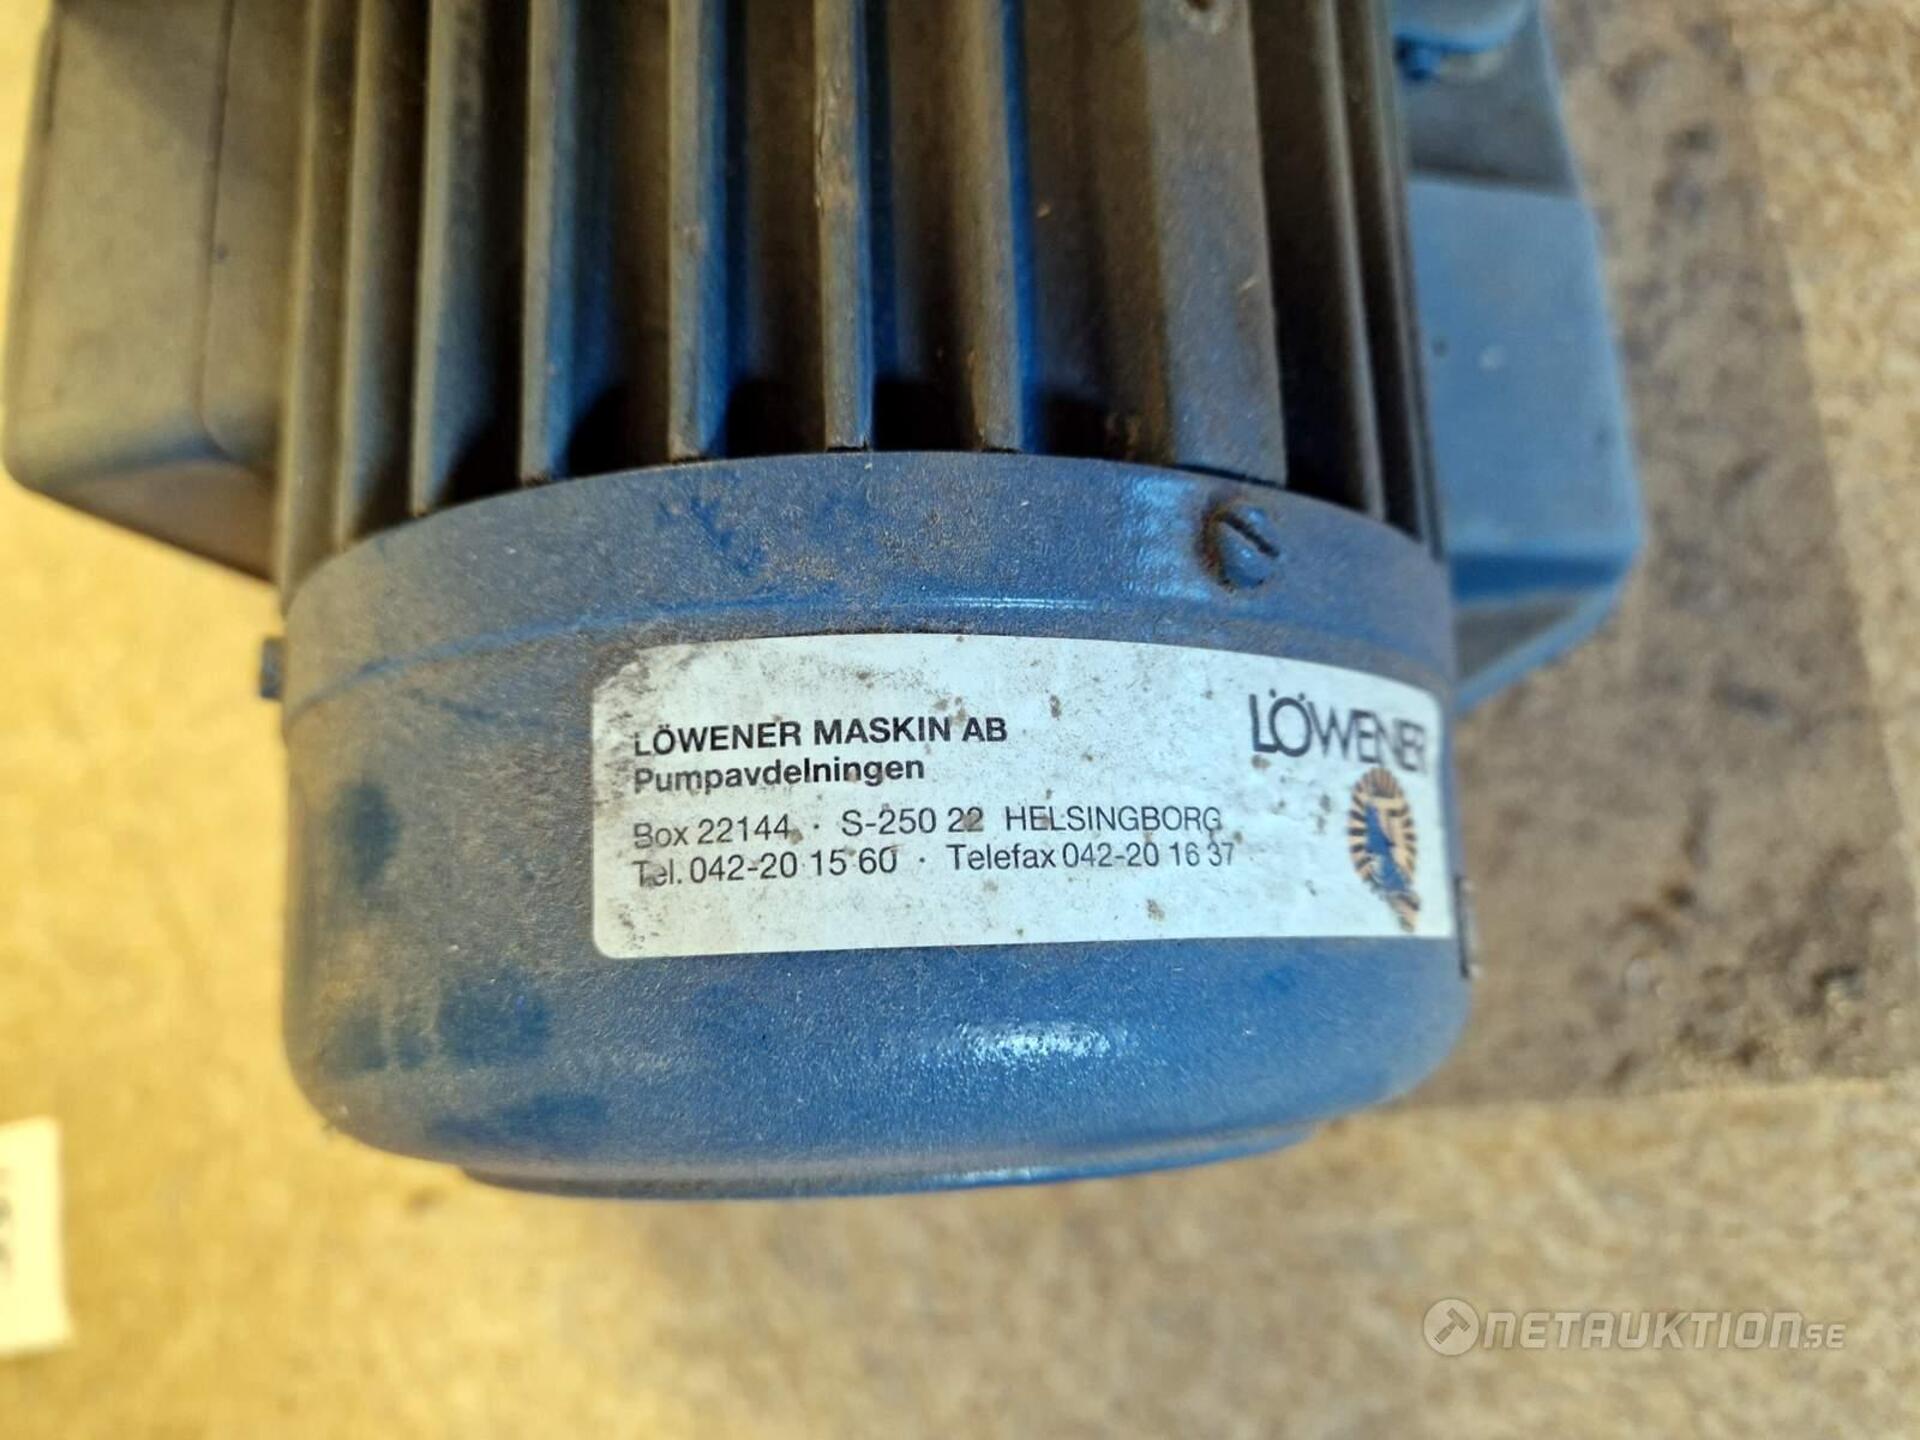 LÖWENER MASKIN AB
Pumpavdelningen
Box 22144 · S-250 22 HELSINGBORG
Tel. 042-20 15 60 · Telefax 042-20 16 37
LÖWENER
NETAUKTION.SE